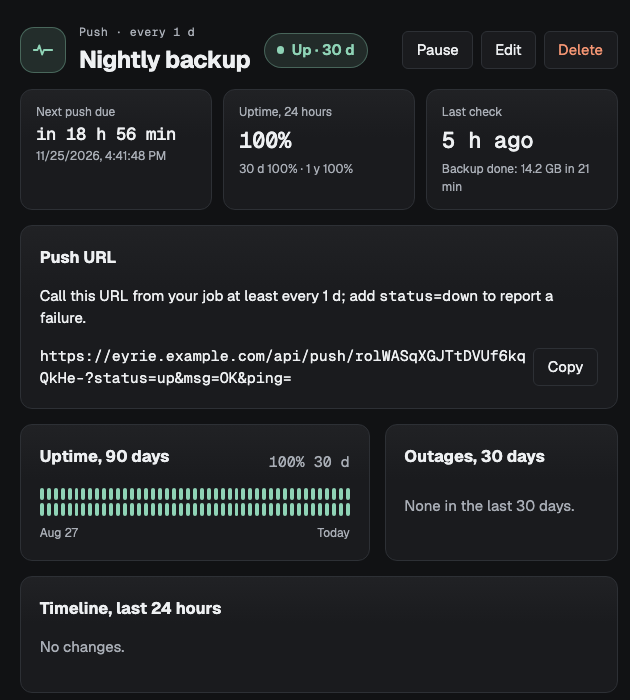 Push · every 1 d
Nightly backup
Up · 30 d
Pause
Edit
Delete
Next push due
in 18 h 56 min
11/25/2026, 4:41:48 PM
Uptime, 24 hours
100%
30 d 100% · 1 y 100%
Last check
5 h ago
Backup done: 14.2 GB in 21
min
Push URL
Call this URL from your job at least every 1 d; add status=down to report a
failure.
https://eyrie.example.com/api/push/rolWASqXGJTtDVUf6kq
QkHe-?status=up&msg=OK&ping=
Copy
Uptime, 90 days
100% 30 d
Aug 27
Today
Outages, 30 days
None in the last 30 days.
Timeline, last 24 hours
No changes.